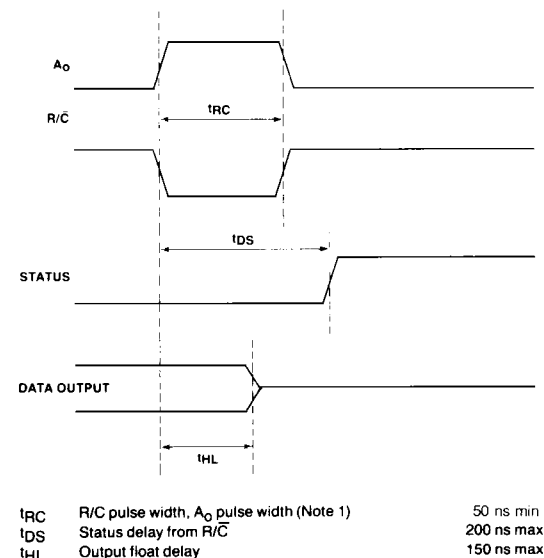 A₀
R/C̄
tRC
tDS
STATUS
DATA OUTPUT
tHL
tRC R/C pulse width, A₀ pulse width (Note 1) 50 ns min
tDS Status delay from R/C̄ 200 ns max
tHL Output float delay 150 ns max